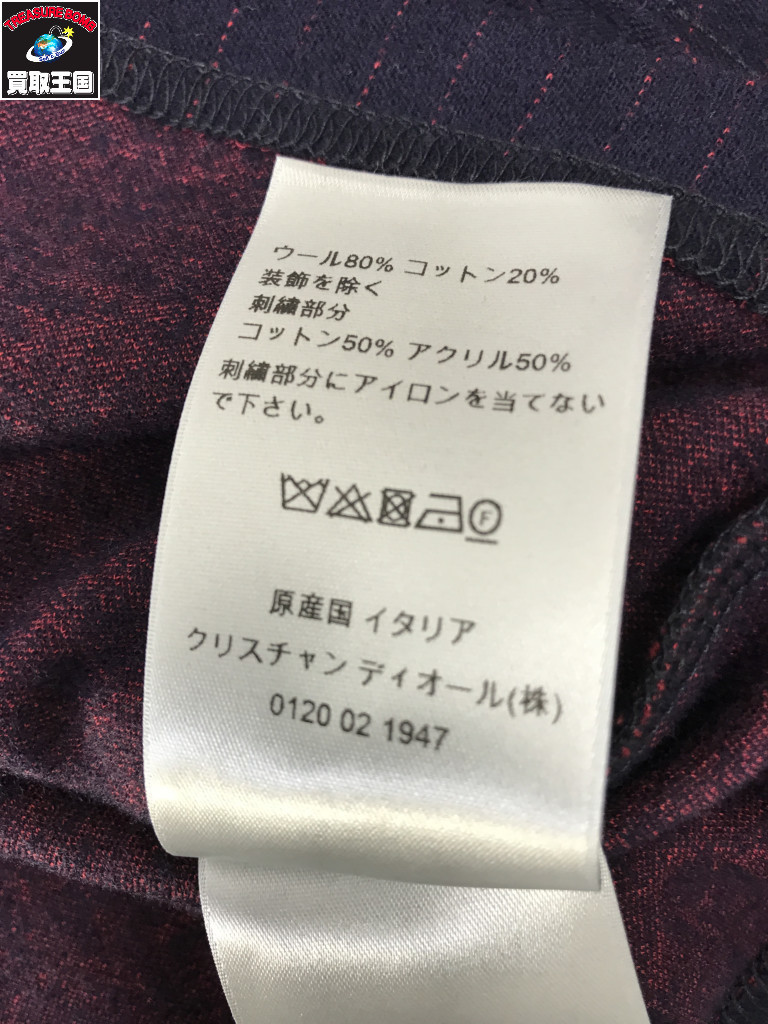 TREASURE BOMB
買取王国
ウール80% コットン20%
装飾を除く
刺繍部分
コットン50% アクリル50%
刺繍部分にアイロンを当てない
で下さい。
F
原産国 イタリア
クリスチャン ディオール(株)
0120 02 1947